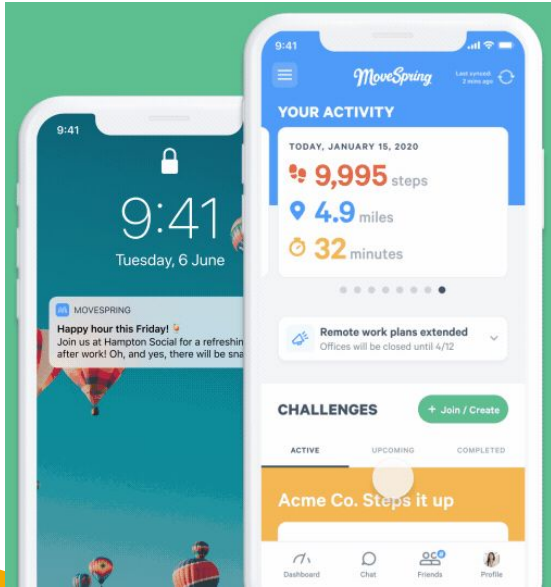 9:41
9:41
Tuesday, 6 June
MOVESPRING
Happy hour this Friday!
Join us at Hampton Social for a refreshin
after work! Oh, and yes, there will be sna
9:41
MoveSpring
Last synced
2 mins ago
YOUR ACTIVITY
TODAY, JANUARY 15, 2020
9,995 steps
4.9 miles
32 minutes
Remote work plans extended
Offices will be closed until 4/12
CHALLENGES
+ Join / Create
ACTIVE UPCOMING COMPLETED
Acme Co. Steps it up
Dashboard Chat Friends Profile